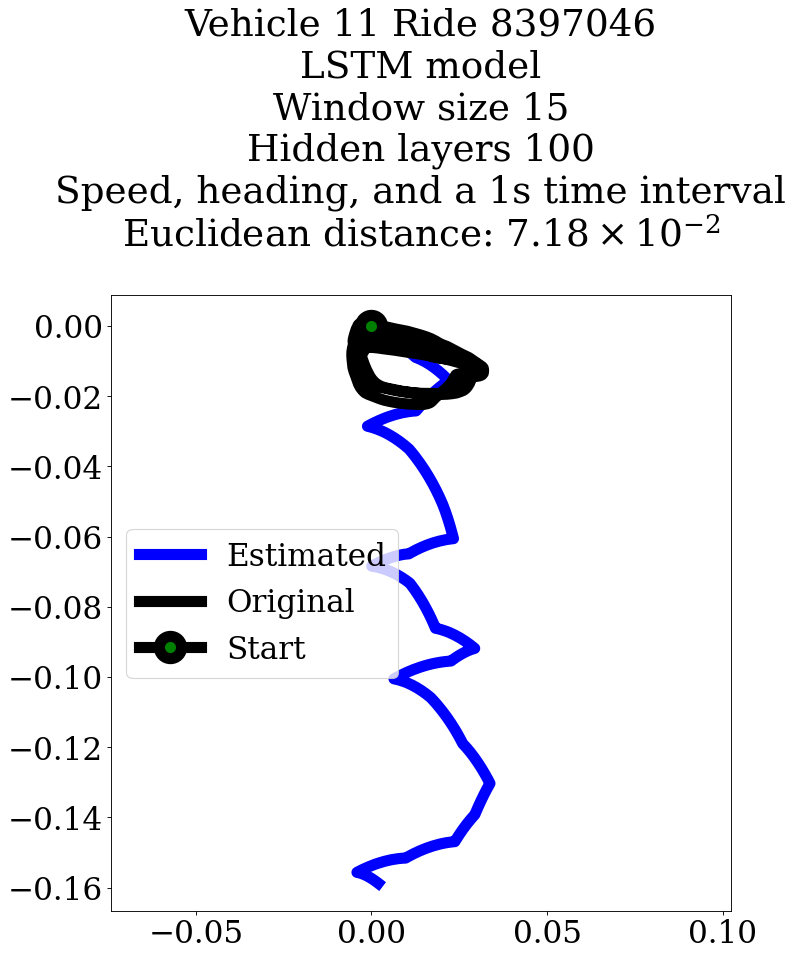 Vehicle 11 Ride 8397046
LSTM model
Window size 15
Hidden layers 100
Speed, heading, and a 1s time interval
Euclidean distance: 7.18 × 10⁻²
0.00
−0.02
−0.04
−0.06
−0.08
−0.10
−0.12
−0.14
−0.16
Estimated
Original
Start
−0.05 0.00 0.05 0.10